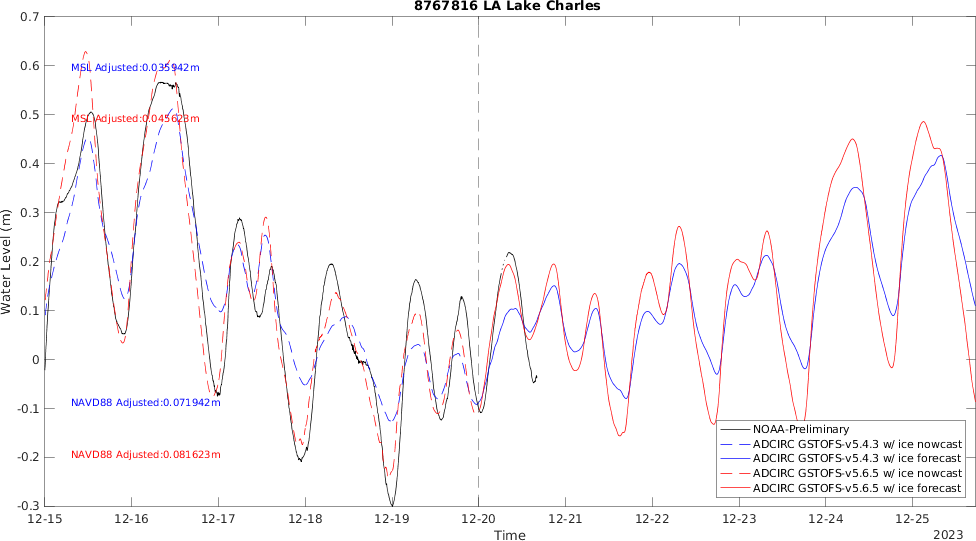 8767816 LA Lake Charles
0.7
0.6
0.5
0.4
0.3
0.2
0.1
0
-0.1
-0.2
-0.3
Water Level (m)
MSL Adjusted:0.035942m
MSL Adjusted:0.045623m
NAVD88 Adjusted:0.071942m
NAVD88 Adjusted:0.081623m
NOAA-Preliminary
ADCIRC GSTOFS-v5.4.3 w/ ice nowcast
ADCIRC GSTOFS-v5.4.3 w/ ice forecast
ADCIRC GSTOFS-v5.6.5 w/ ice nowcast
ADCIRC GSTOFS-v5.6.5 w/ ice forecast
12-15 12-16 12-17 12-18 12-19 12-20 12-21 12-22 12-23 12-24 12-25
Time
2023